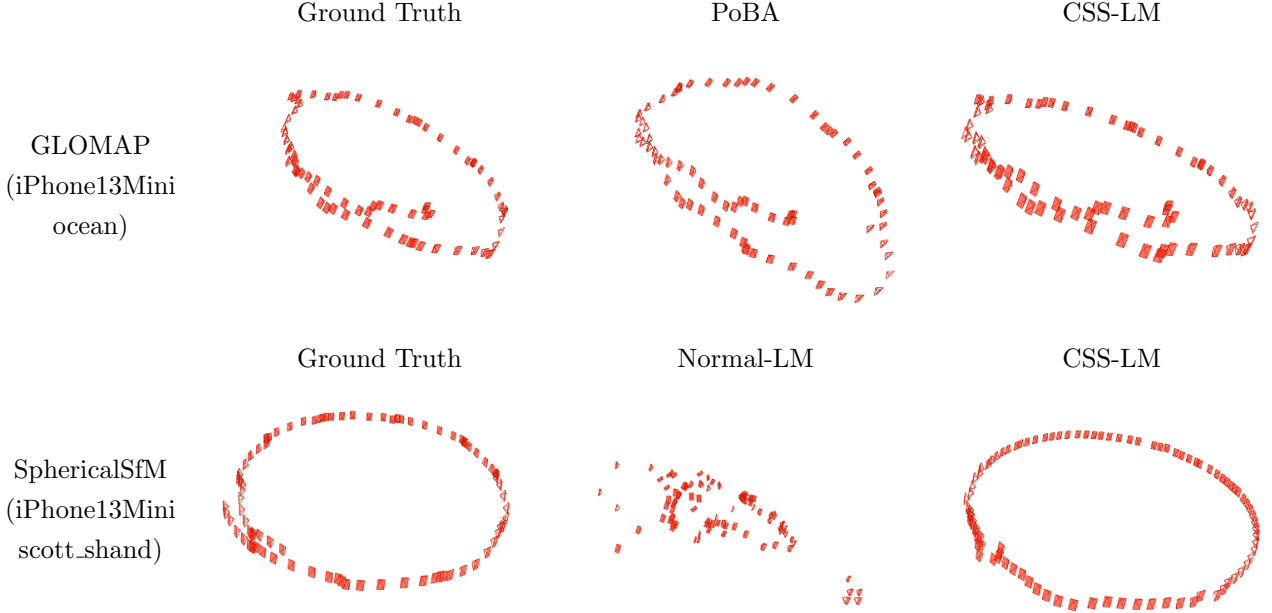 Ground Truth
PoBA
CSS-LM
GLOMAP
(iPhone13Mini
ocean)
Ground Truth
Normal-LM
CSS-LM
SphericalSfM
(iPhone13Mini
scott_shand)